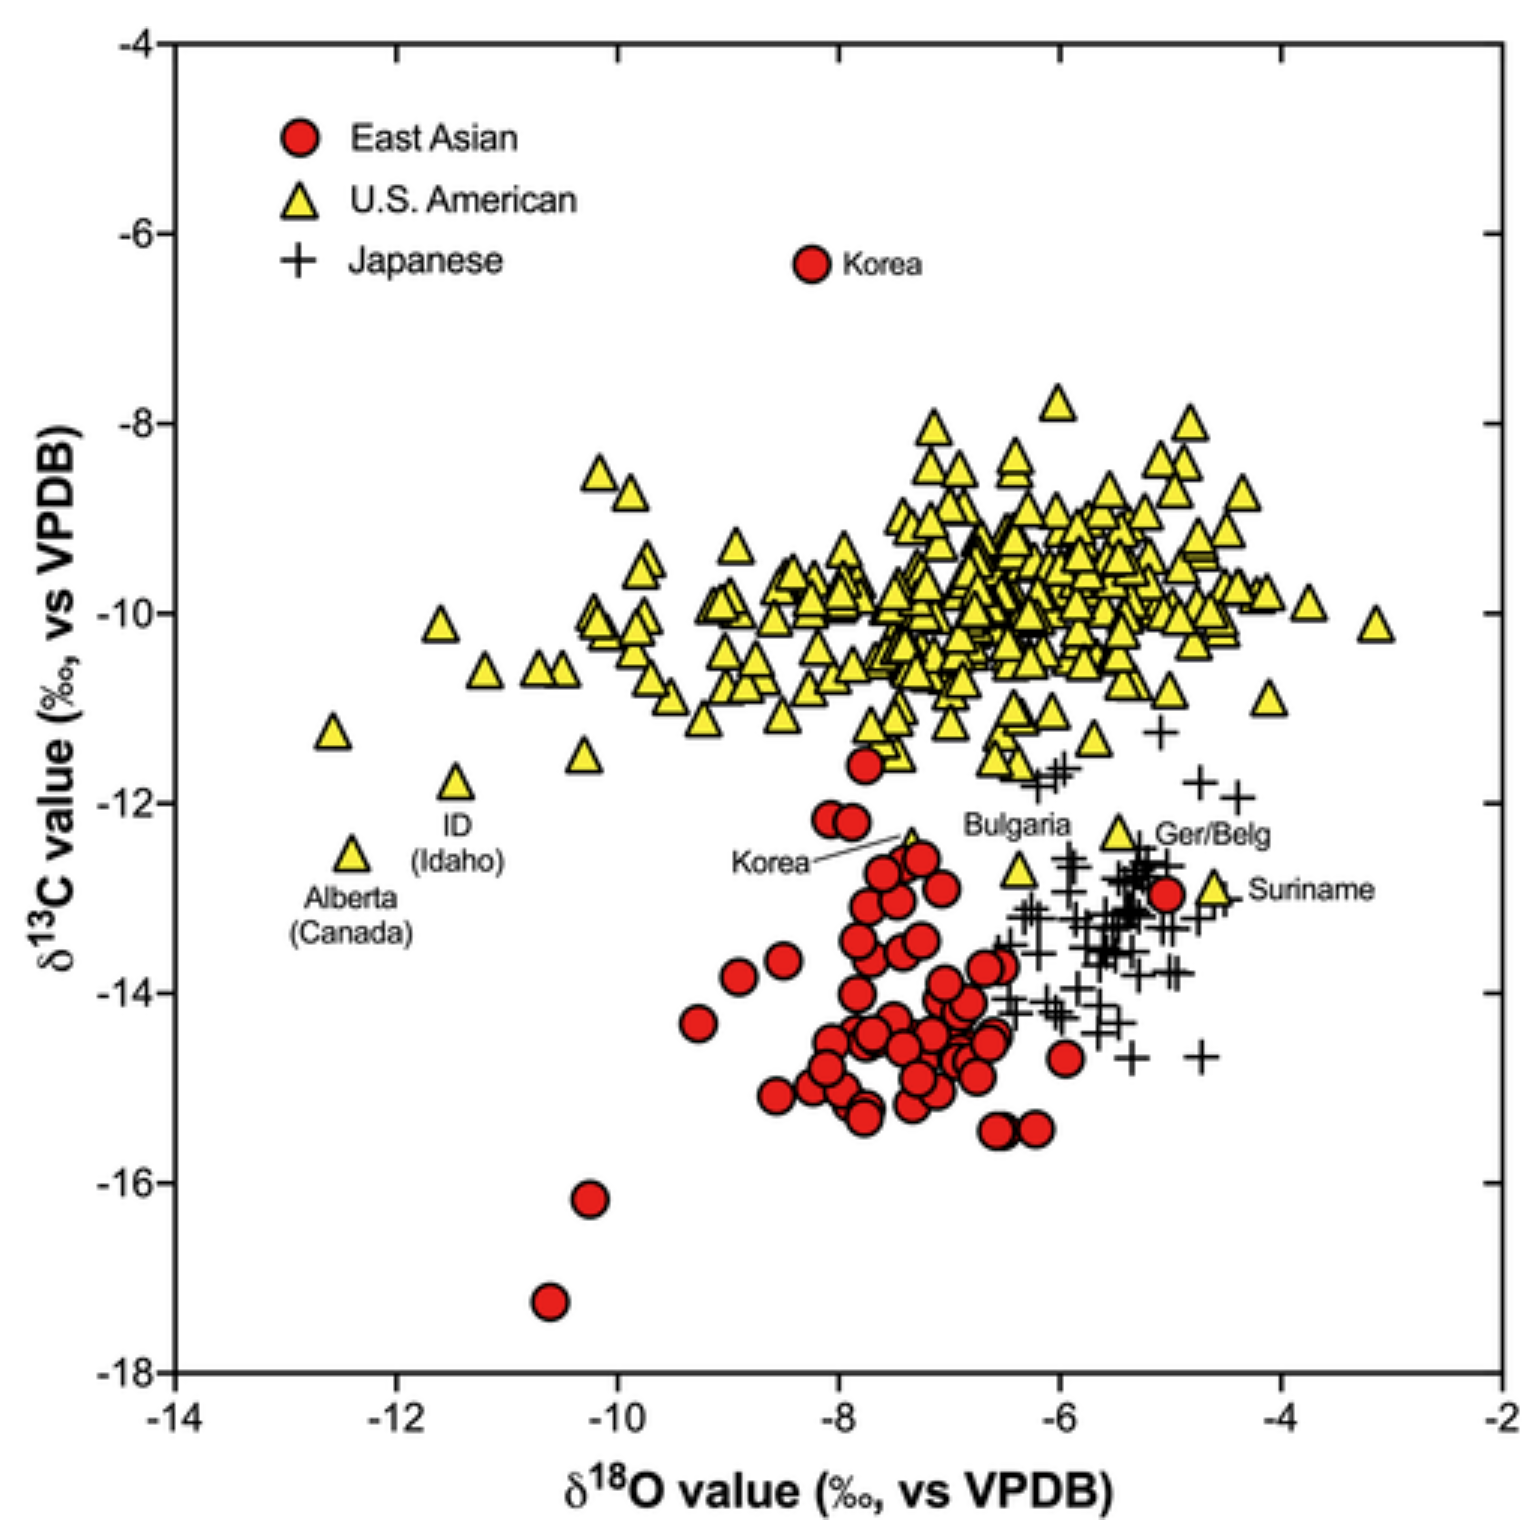 -4
East Asian
U.S. American
-6
Korea
Japanese
-8
-10
-12
ID
(Idaho)
Bulgaria
Ger/Belg
Korea
Alberta
(Canada)
Suriname
-14
-16
-18
-14
-12
-10
-8
-6
-4
-2
δ13C value (‰, vs VPDB)
δ18O value (‰, vs VPDB)